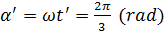 α′ = ωt′ = 2π/3 (rad)